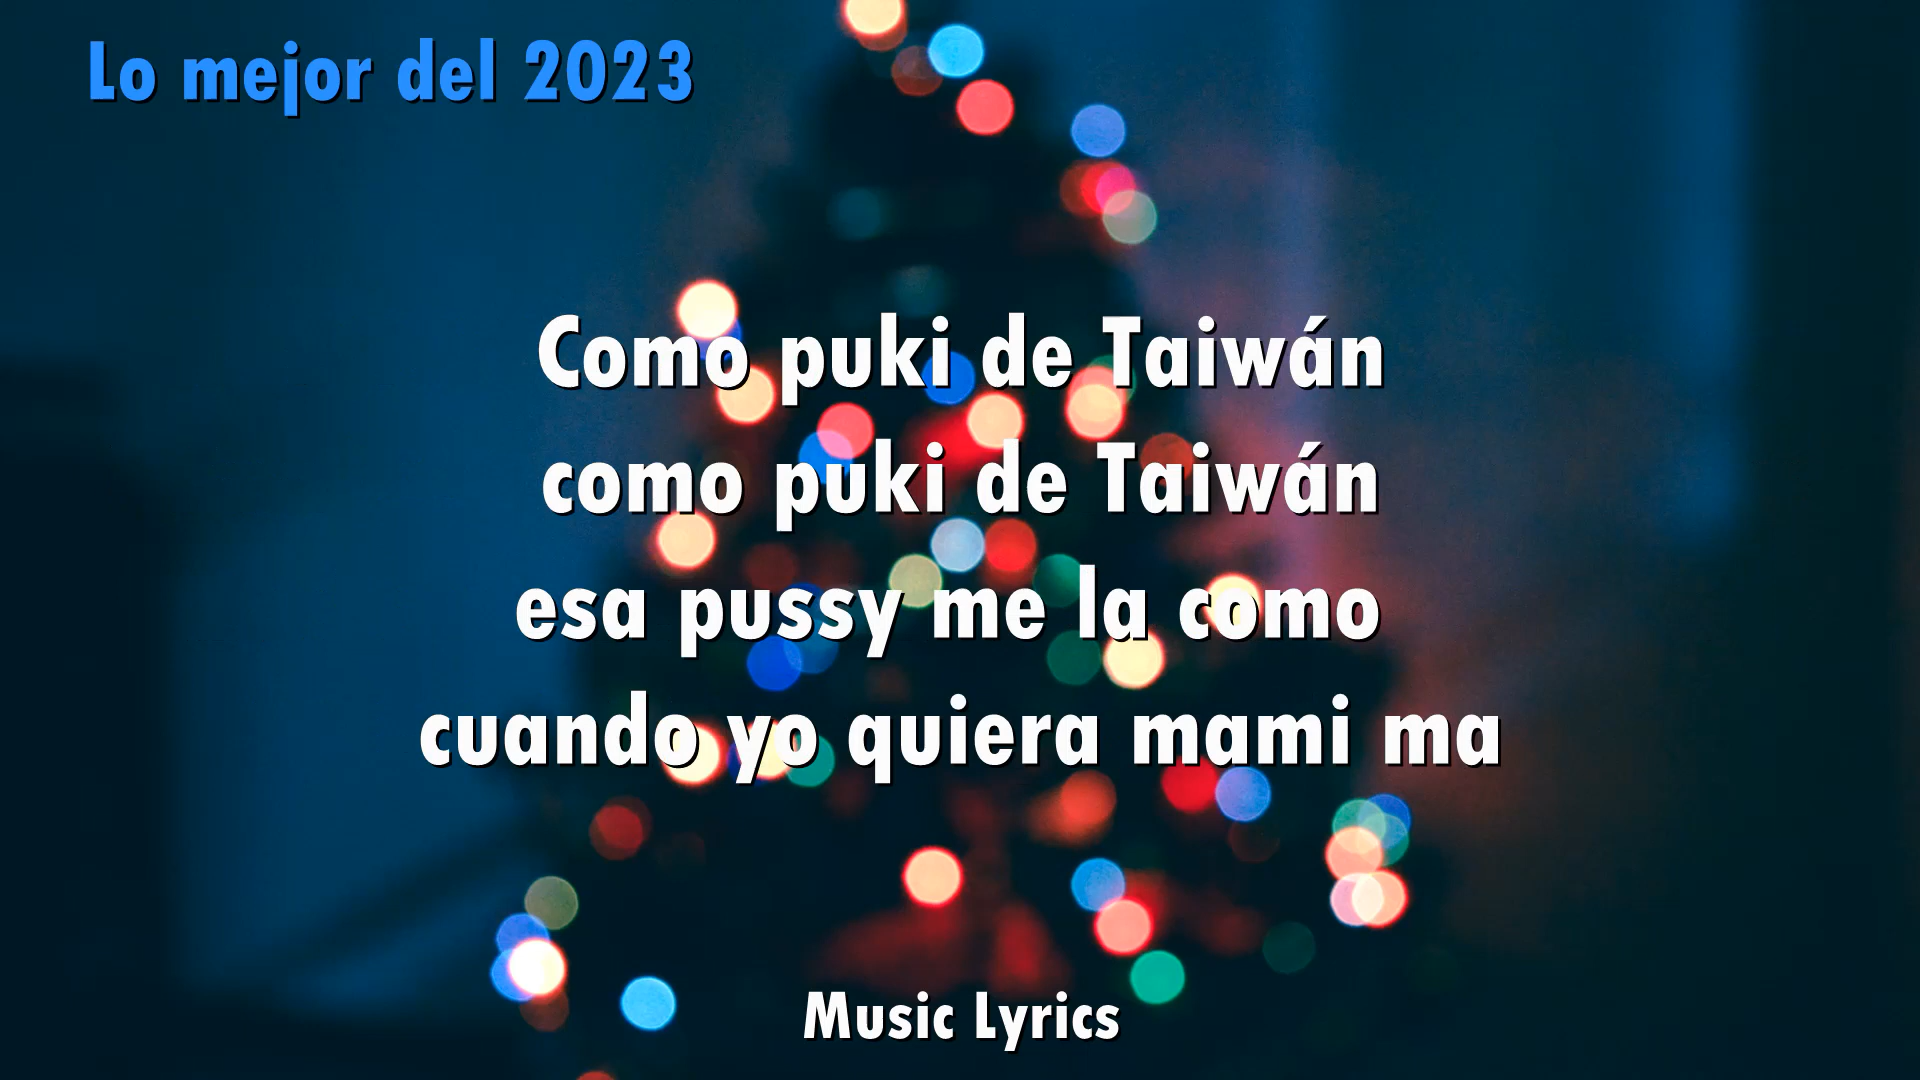 Lo mejor del 2023
Como puki de Taiwán
como puki de Taiwán
esa pussy me la como
cuando yo quiera mami ma
Music Lyrics